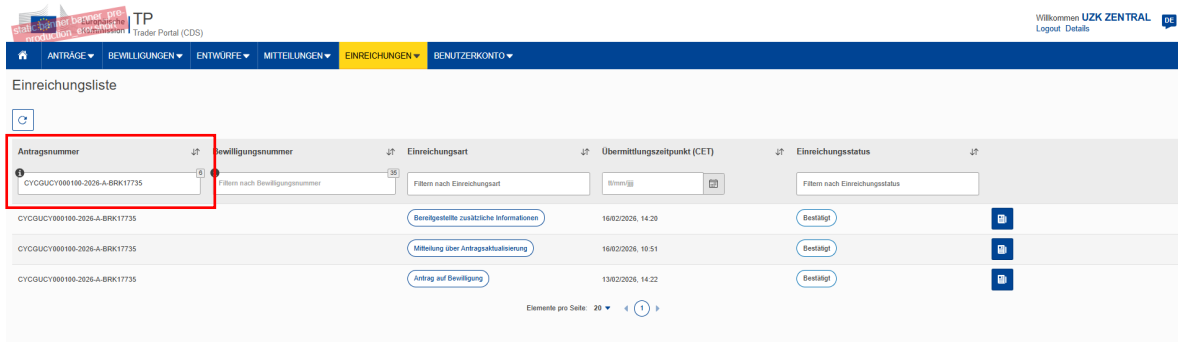 static banner banner_pre-
production_extranet
Europäische
Kommission
TP
Trader Portal (CDS)
Willkommen UZK ZENTRAL
Logout Details
DE
ANTRÄGE BEWILLIGUNGEN ENTWÜRFE MITTEILUNGEN EINREICHUNGEN BENUTZERKONTO
Einreichungsliste
Antragsnummer Bewilligungsnummer Einreichungsart Übermittlungszeitpunkt (CET) Einreichungsstatus
6 35
CYCGUCY000100-2026-A-BRK17735 Filtern nach Bewilligungsnummer Filtern nach Einreichungsart tt/mm/jjjj Filtern nach Einreichungsstatus
CYCGUCY000100-2026-A-BRK17735 Bereitgestellte zusätzliche Informationen 16/02/2026, 14:20 Bestätigt
CYCGUCY000100-2026-A-BRK17735 Mitteilung über Antragsaktualisierung 16/02/2026, 10:51 Bestätigt
CYCGUCY000100-2026-A-BRK17735 Antrag auf Bewilligung 13/02/2026, 14:22 Bestätigt
Elemente pro Seite: 20 1